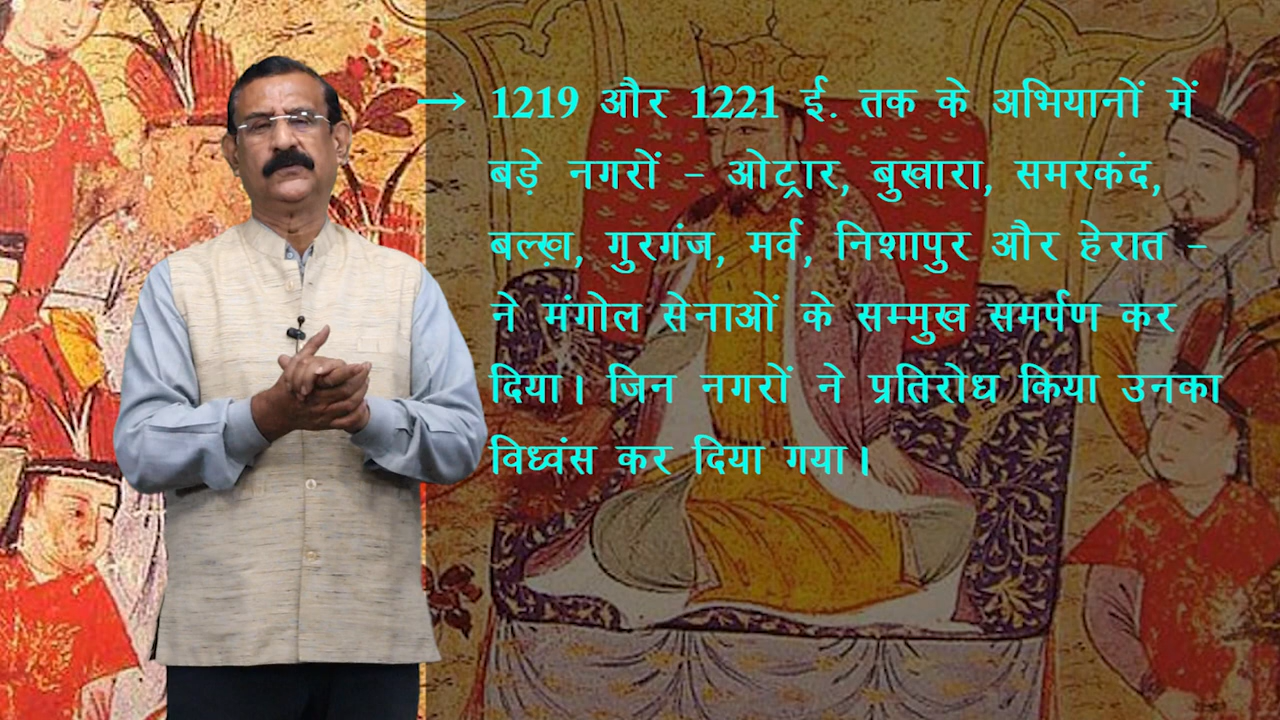 → 1219 और 1221 ई. तक के अभियानों में
बड़े नगरों – ओट्रार, बुखारा, समरकंद,
बल्ख़, गुरगंज, मर्व, निशापुर और हेरात –
ने मंगोल सेनाओं के सम्मुख समर्पण कर
दिया। जिन नगरों ने प्रतिरोध किया उनका
विध्वंस कर दिया गया।